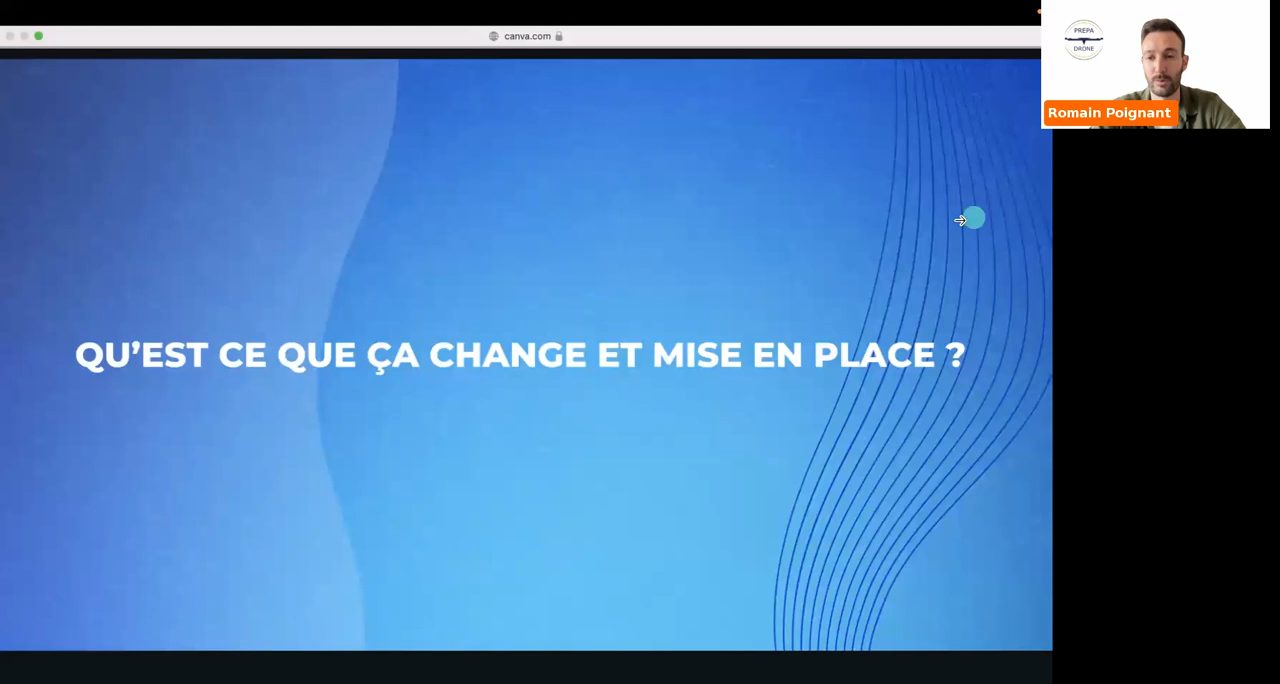 canva.com
PREPA
DRONE
Romain Poignant
QU’EST CE QUE ÇA CHANGE ET MISE EN PLACE ?